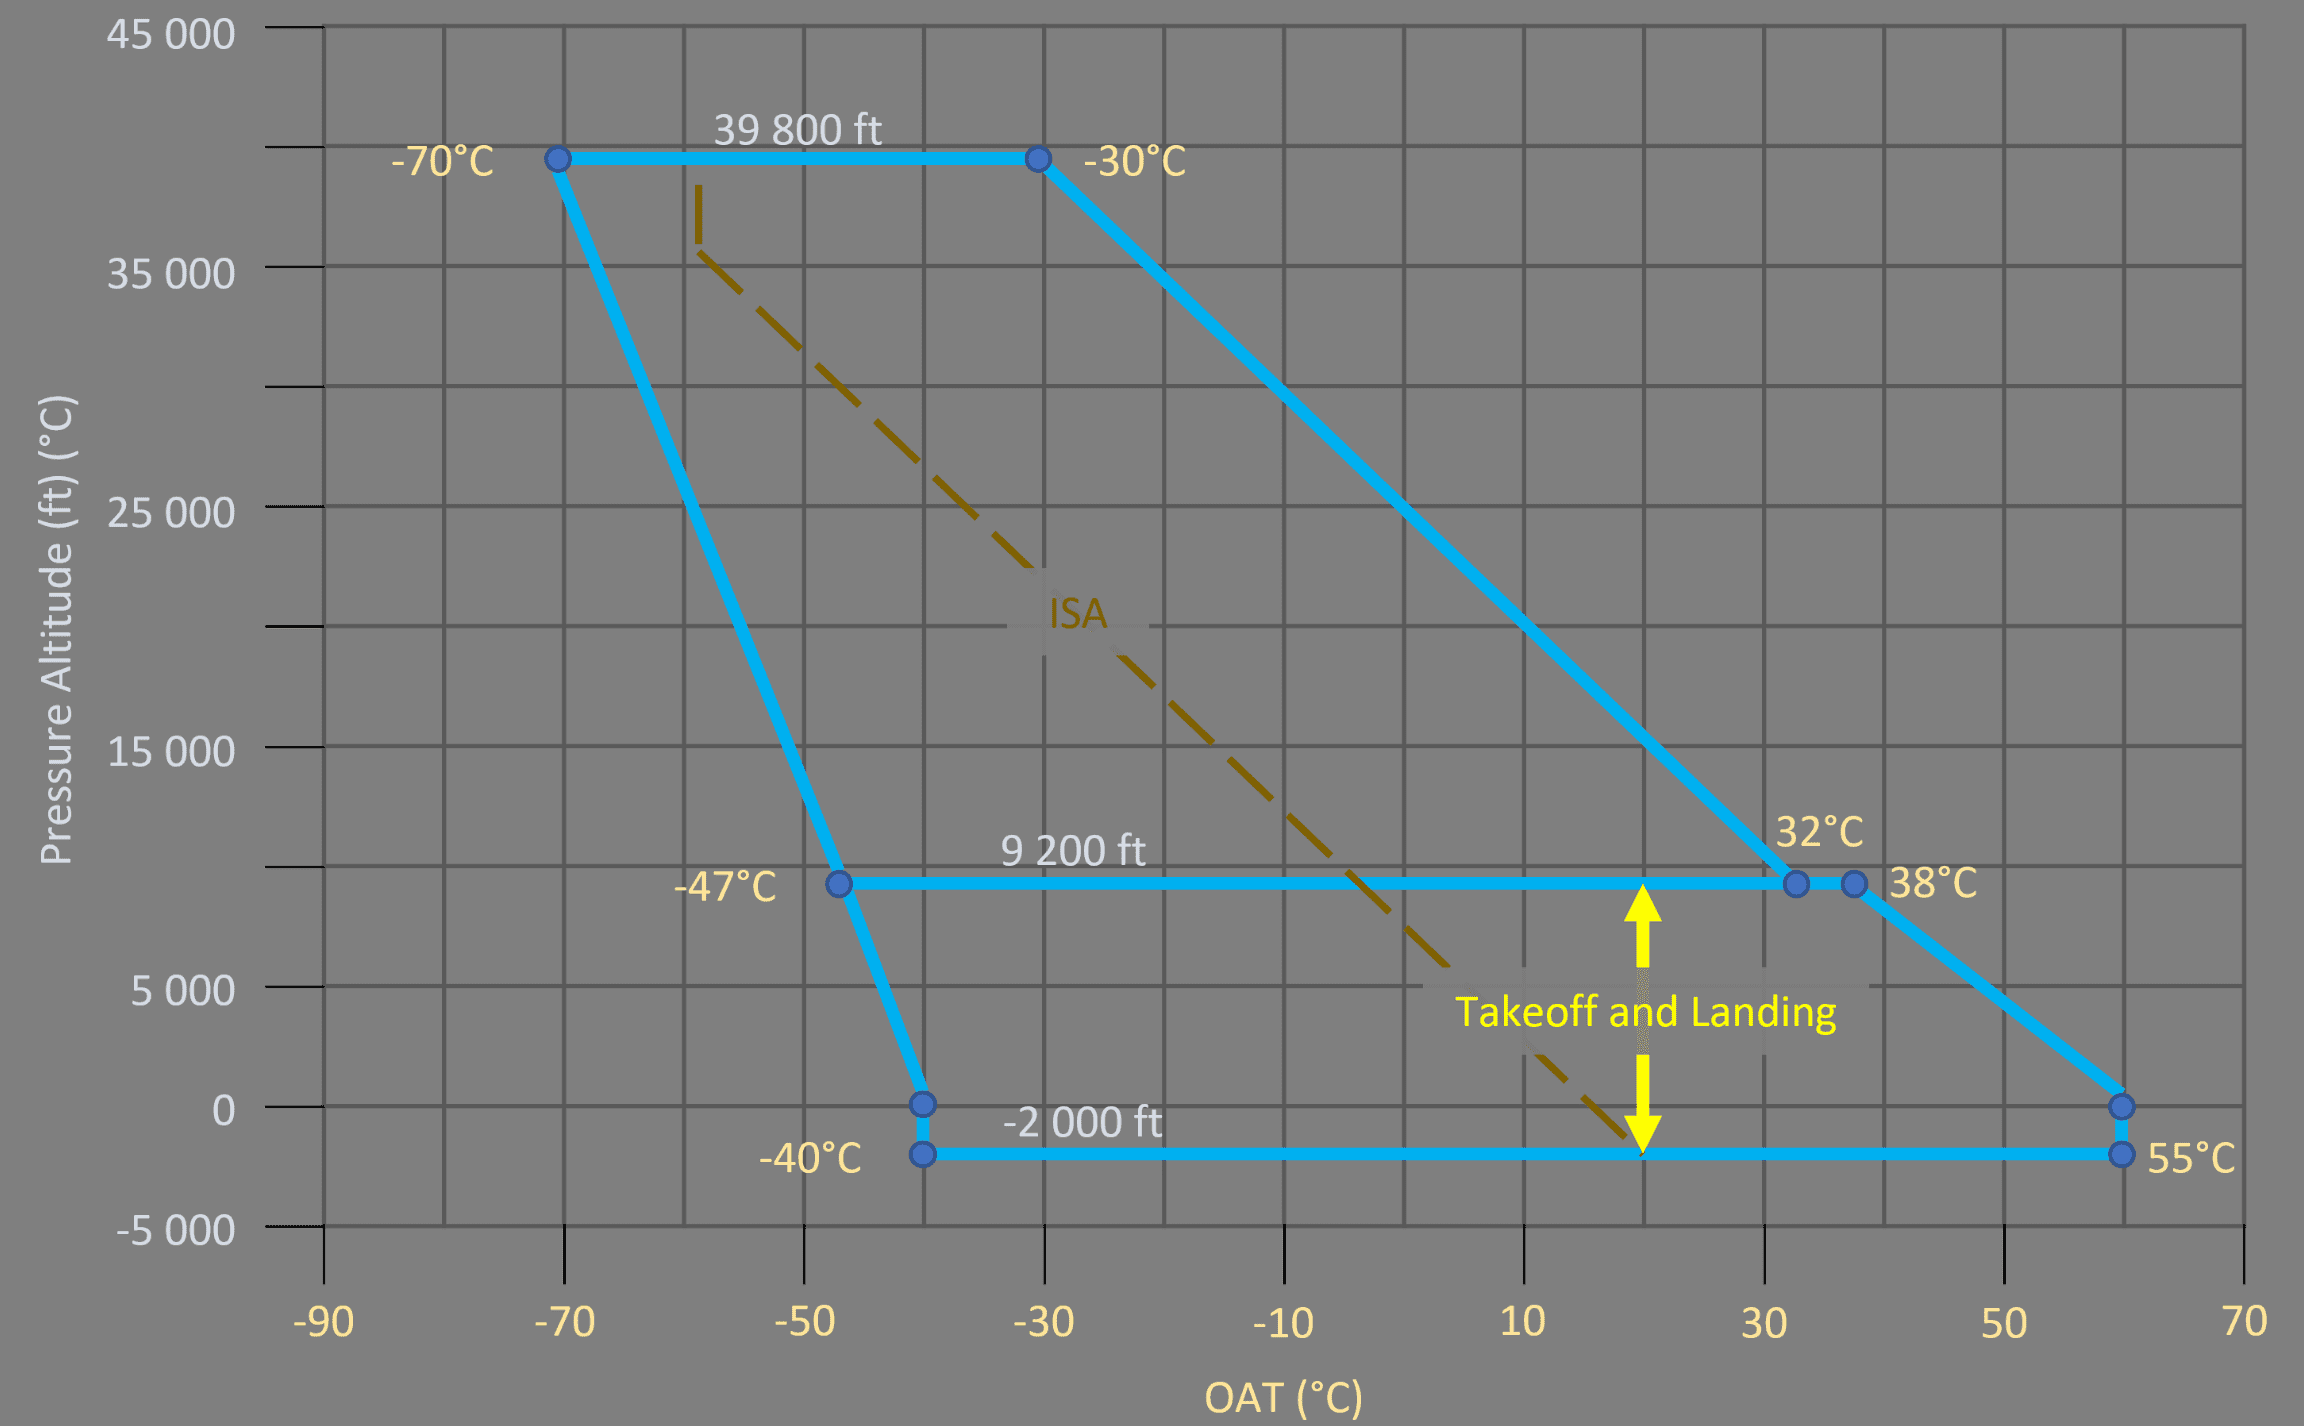 45 000
39 800 ft
-70°C
-30°C
35 000
25 000
Pressure Altitude (ft) (°C)
ISA
15 000
32°C
9 200 ft
-47°C
38°C
5 000
Takeoff and Landing
0
-2 000 ft
-40°C
55°C
-5 000
-90
-70
-50
-30
-10
10
30
50
70
OAT (°C)